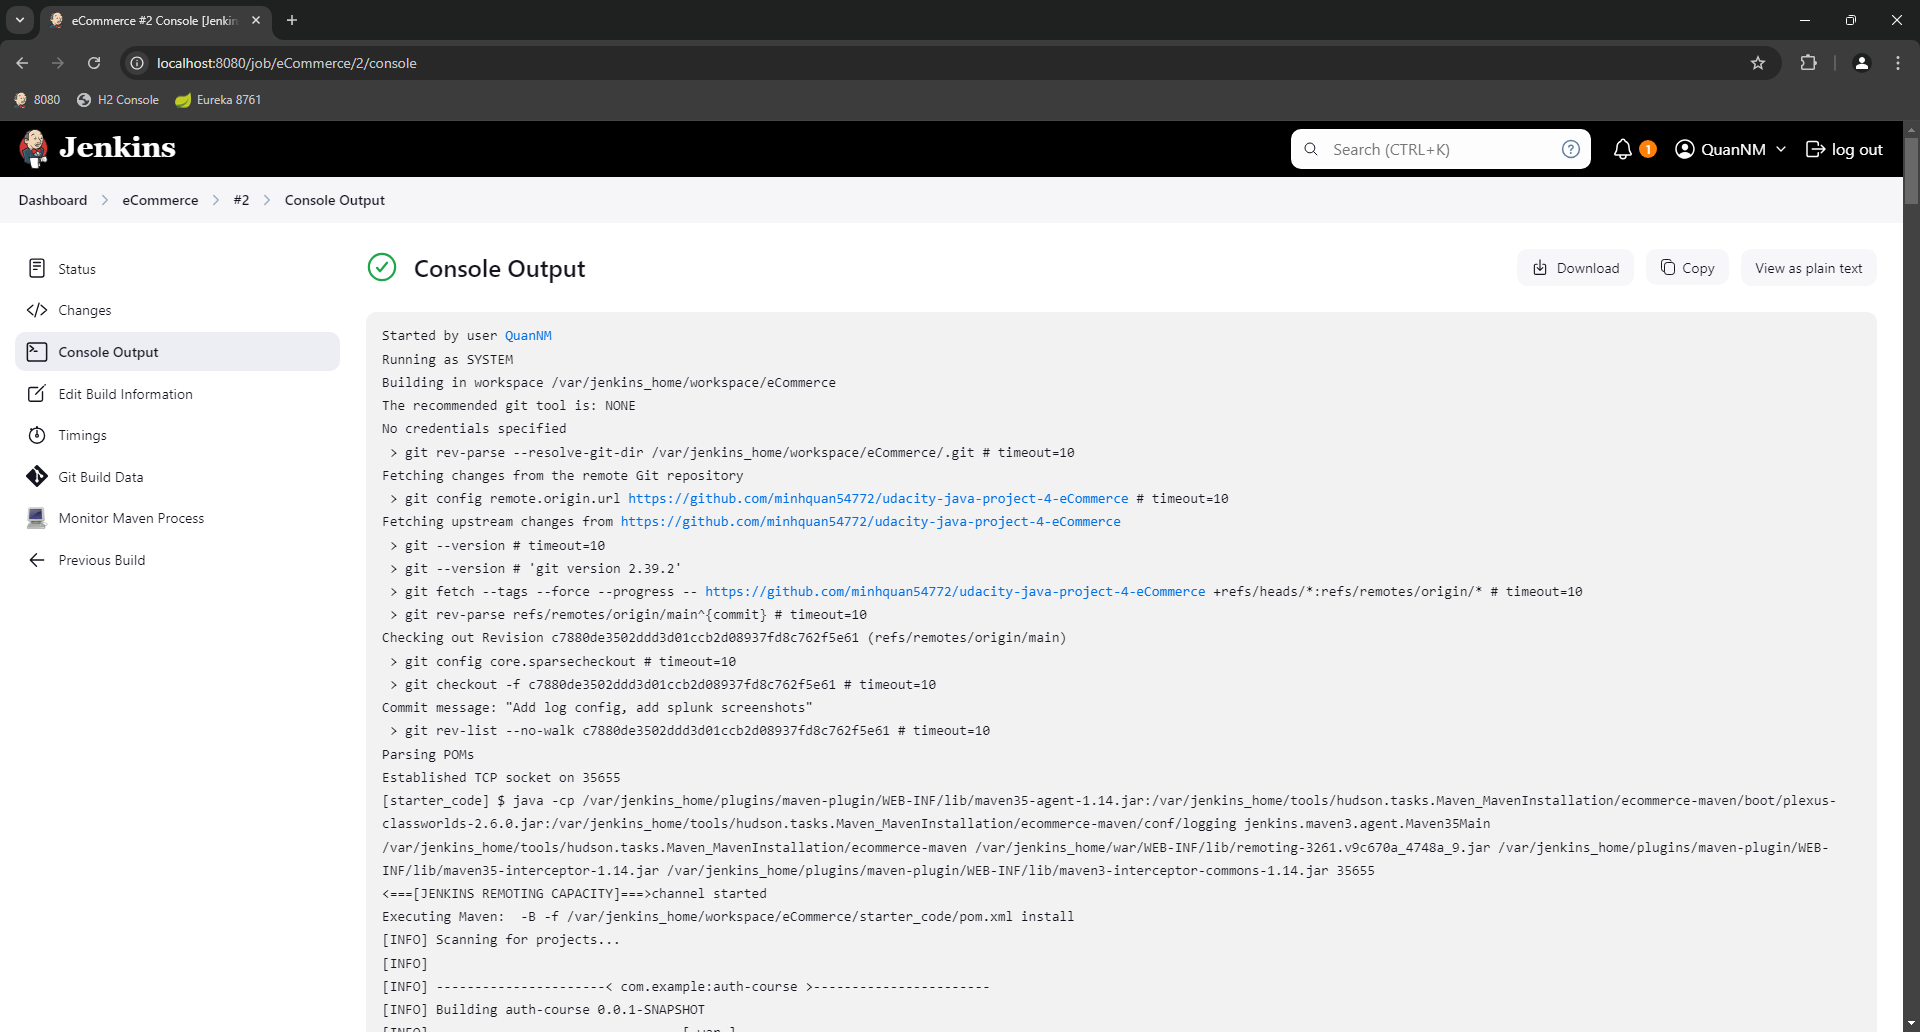 eCommerce #2 Console [Jenkin
localhost:8080/job/eCommerce/2/console
8080
H2 Console
Eureka 8761
Jenkins
Search (CTRL+K)
?
1
QuanNM
log out
Dashboard
eCommerce
#2
Console Output
Status
Changes
Console Output
Edit Build Information
Timings
Git Build Data
Monitor Maven Process
Previous Build
Console Output
Download
Copy
View as plain text
Started by user QuanNM
Running as SYSTEM
Building in workspace /var/jenkins_home/workspace/eCommerce
The recommended git tool is: NONE
No credentials specified
> git rev-parse --resolve-git-dir /var/jenkins_home/workspace/eCommerce/.git # timeout=10
Fetching changes from the remote Git repository
> git config remote.origin.url https://github.com/minhquan54772/udacity-java-project-4-eCommerce # timeout=10
Fetching upstream changes from https://github.com/minhquan54772/udacity-java-project-4-eCommerce
> git --version # timeout=10
> git --version # 'git version 2.39.2'
> git fetch --tags --force --progress -- https://github.com/minhquan54772/udacity-java-project-4-eCommerce +refs/heads/*:refs/remotes/origin/* # timeout=10
> git rev-parse refs/remotes/origin/main^{commit} # timeout=10
Checking out Revision c7880de3502ddd3d01ccb2d08937fd8c762f5e61 (refs/remotes/origin/main)
> git config core.sparsecheckout # timeout=10
> git checkout -f c7880de3502ddd3d01ccb2d08937fd8c762f5e61 # timeout=10
Commit message: "Add log config, add splunk screenshots"
> git rev-list --no-walk c7880de3502ddd3d01ccb2d08937fd8c762f5e61 # timeout=10
Parsing POMs
Established TCP socket on 35655
[starter_code] $ java -cp /var/jenkins_home/plugins/maven-plugin/WEB-INF/lib/maven35-agent-1.14.jar:/var/jenkins_home/tools/hudson.tasks.Maven_MavenInstallation/ecommerce-maven/boot/plexus-
classworlds-2.6.0.jar:/var/jenkins_home/tools/hudson.tasks.Maven_MavenInstallation/ecommerce-maven/conf/logging jenkins.maven3.agent.Maven35Main
/var/jenkins_home/tools/hudson.tasks.Maven_MavenInstallation/ecommerce-maven /var/jenkins_home/war/WEB-INF/lib/remoting-3261.v9c670a_4748a_9.jar /var/jenkins_home/plugins/maven-plugin/WEB-
INF/lib/maven35-interceptor-1.14.jar /var/jenkins_home/plugins/maven-plugin/WEB-INF/lib/maven3-interceptor-commons-1.14.jar 35655
<===[JENKINS REMOTING CAPACITY]===>channel started
Executing Maven:  -B -f /var/jenkins_home/workspace/eCommerce/starter_code/pom.xml install
[INFO] Scanning for projects...
[INFO]
[INFO] ----------------------< com.example:auth-course >-----------------------
[INFO] Building auth-course 0.0.1-SNAPSHOT